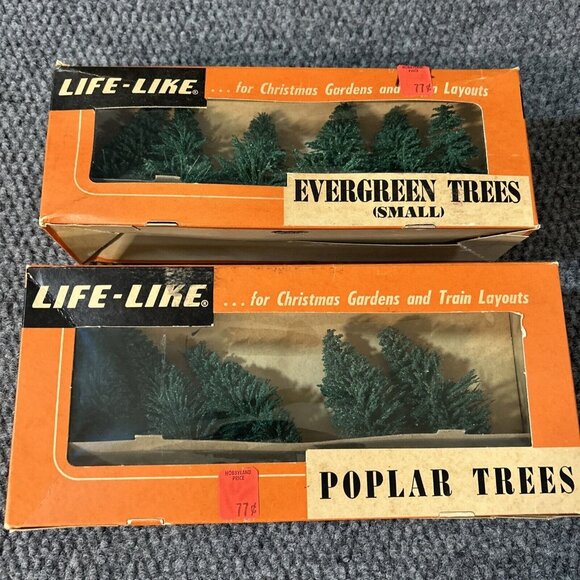 LIFE-LIKE®
... for Christmas Gardens and Train Layouts
PRICE
77¢
EVERGREEN TREES
(SMALL)
LIFE-LIKE®
... for Christmas Gardens and Train Layouts
HOBBYLAND
PRICE
77¢
POPLAR TREES